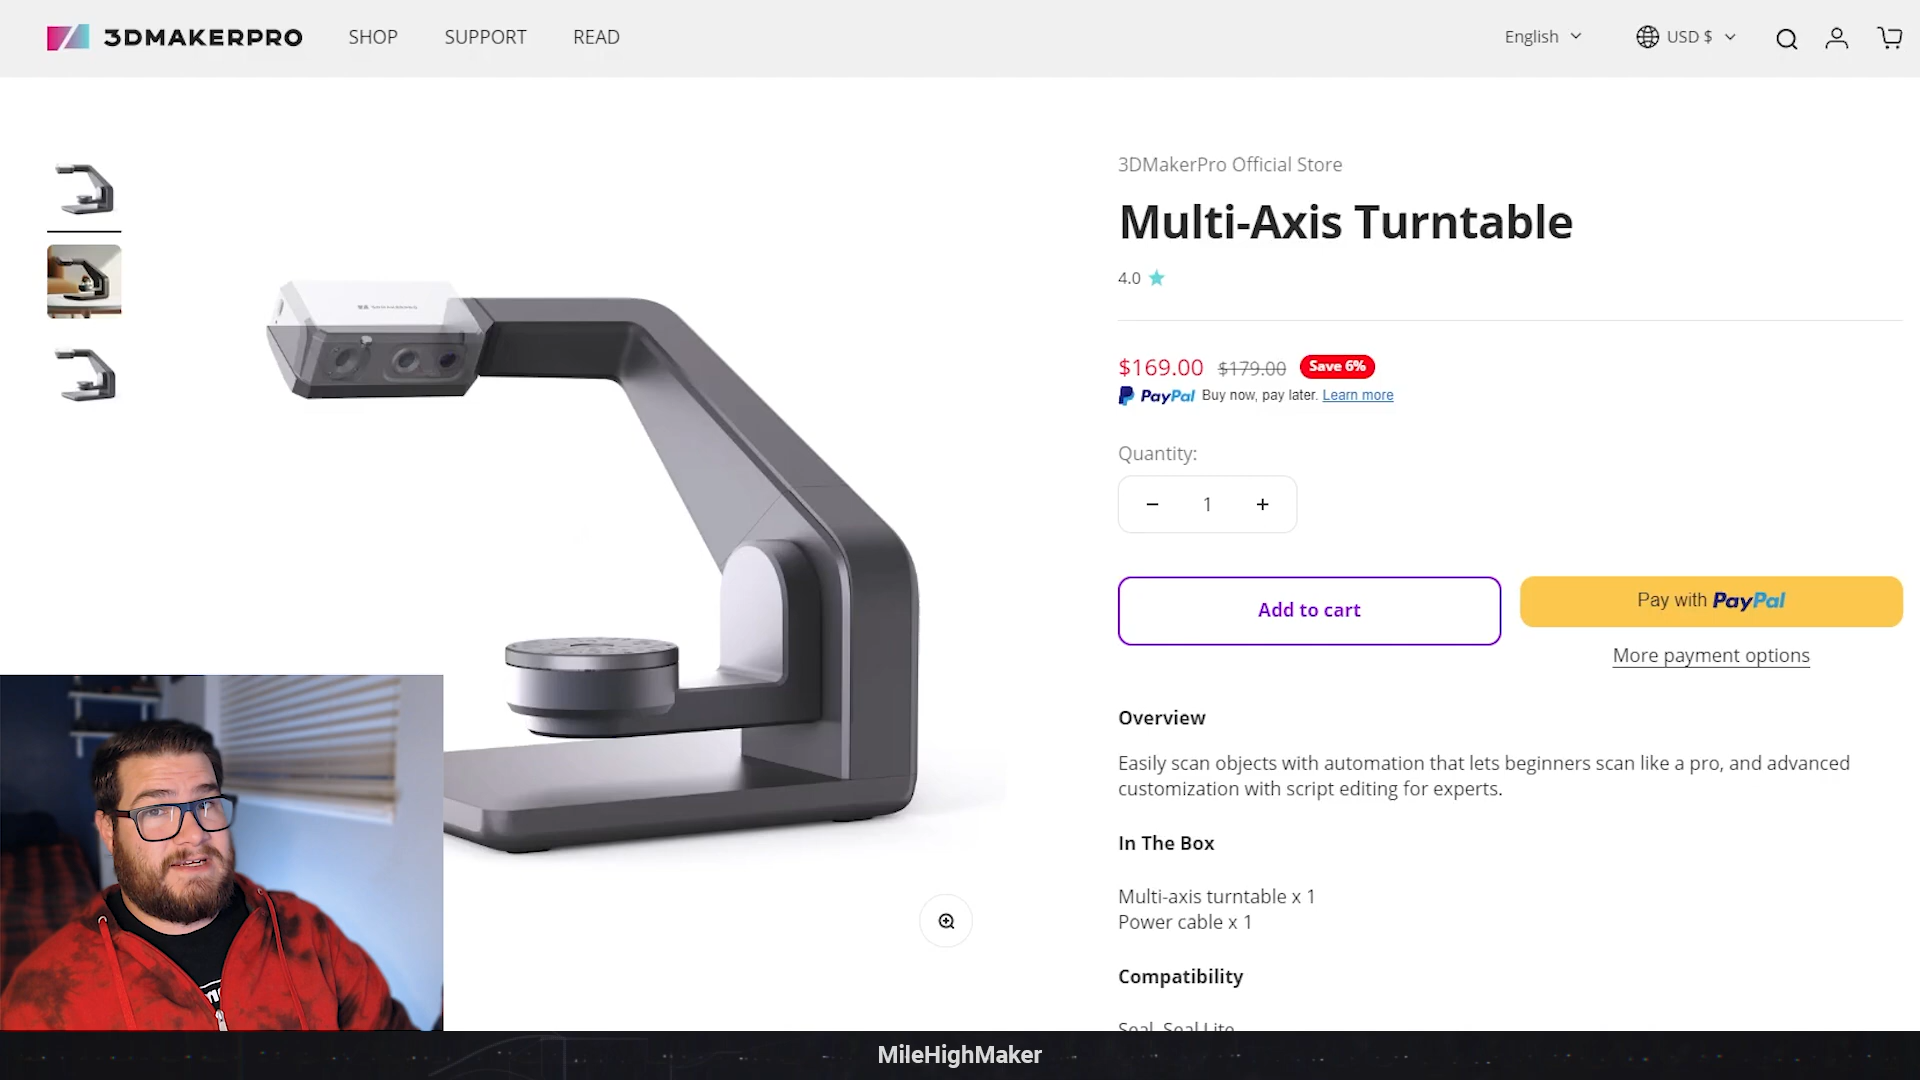 3DMAKERPRO SHOP SUPPORT READ English USD $
3DMakerPro Official Store
Multi-Axis Turntable
4.0
$169.00 $179.00 Save 6%
PayPal Buy now, pay later. Learn more
Quantity:
− 1 +
Add to cart
Pay with PayPal
More payment options
Overview
Easily scan objects with automation that lets beginners scan like a pro, and advanced
customization with script editing for experts.
In The Box
Multi-axis turntable x 1
Power cable x 1
Compatibility
Seal, Seal Lite
MileHighMaker